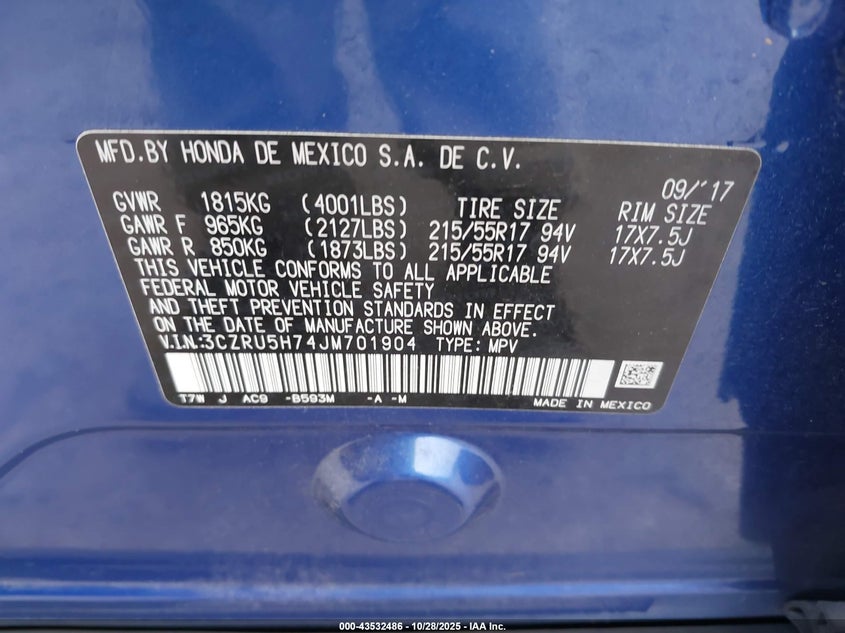 MFD.BY HONDA DE MEXICO S.A. DE C.V.
09/'17
GVWR 1815KG (4001LBS) TIRE SIZE RIM SIZE
GAWR F 965KG (2127LBS) 215/55R17 94V 17X7.5J
GAWR R 850KG (1873LBS) 215/55R17 94V 17X7.5J
THIS VEHICLE CONFORMS TO ALL APPLICABLE
FEDERAL MOTOR VEHICLE SAFETY
AND THEFT PREVENTION STANDARDS IN EFFECT
ON THE DATE OF MANUFACTURE SHOWN ABOVE.
V.I.N.:3CZRU5H74JM701904 TYPE: MPV
T7W J AC9 -B593M -A -M
MADE IN MEXICO
000-43532486 - 10/28/2025 - IAA Inc.